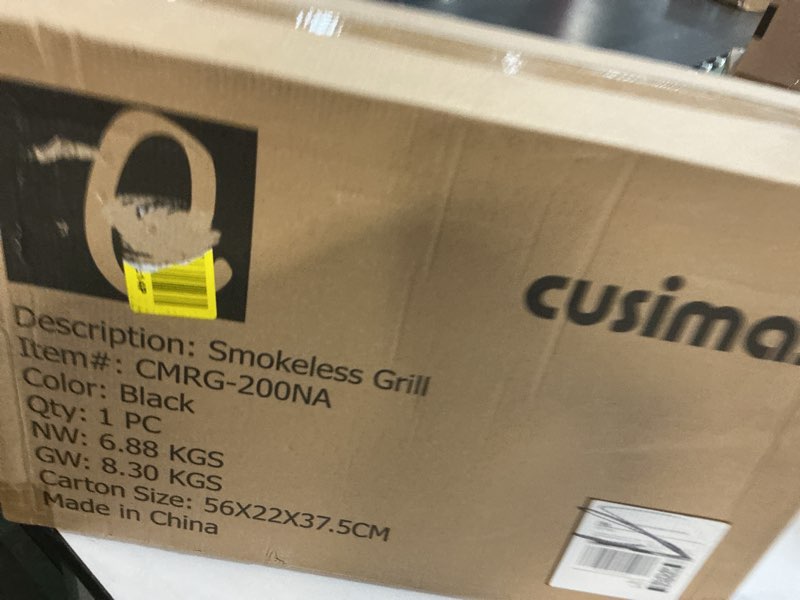 cusima
Description: Smokeless Grill
Item#: CMRG-200NA
Color: Black
Qty: 1 PC
NW: 6.88 KGS
GW: 8.30 KGS
Carton Size: 56X22X37.5CM
Made in China